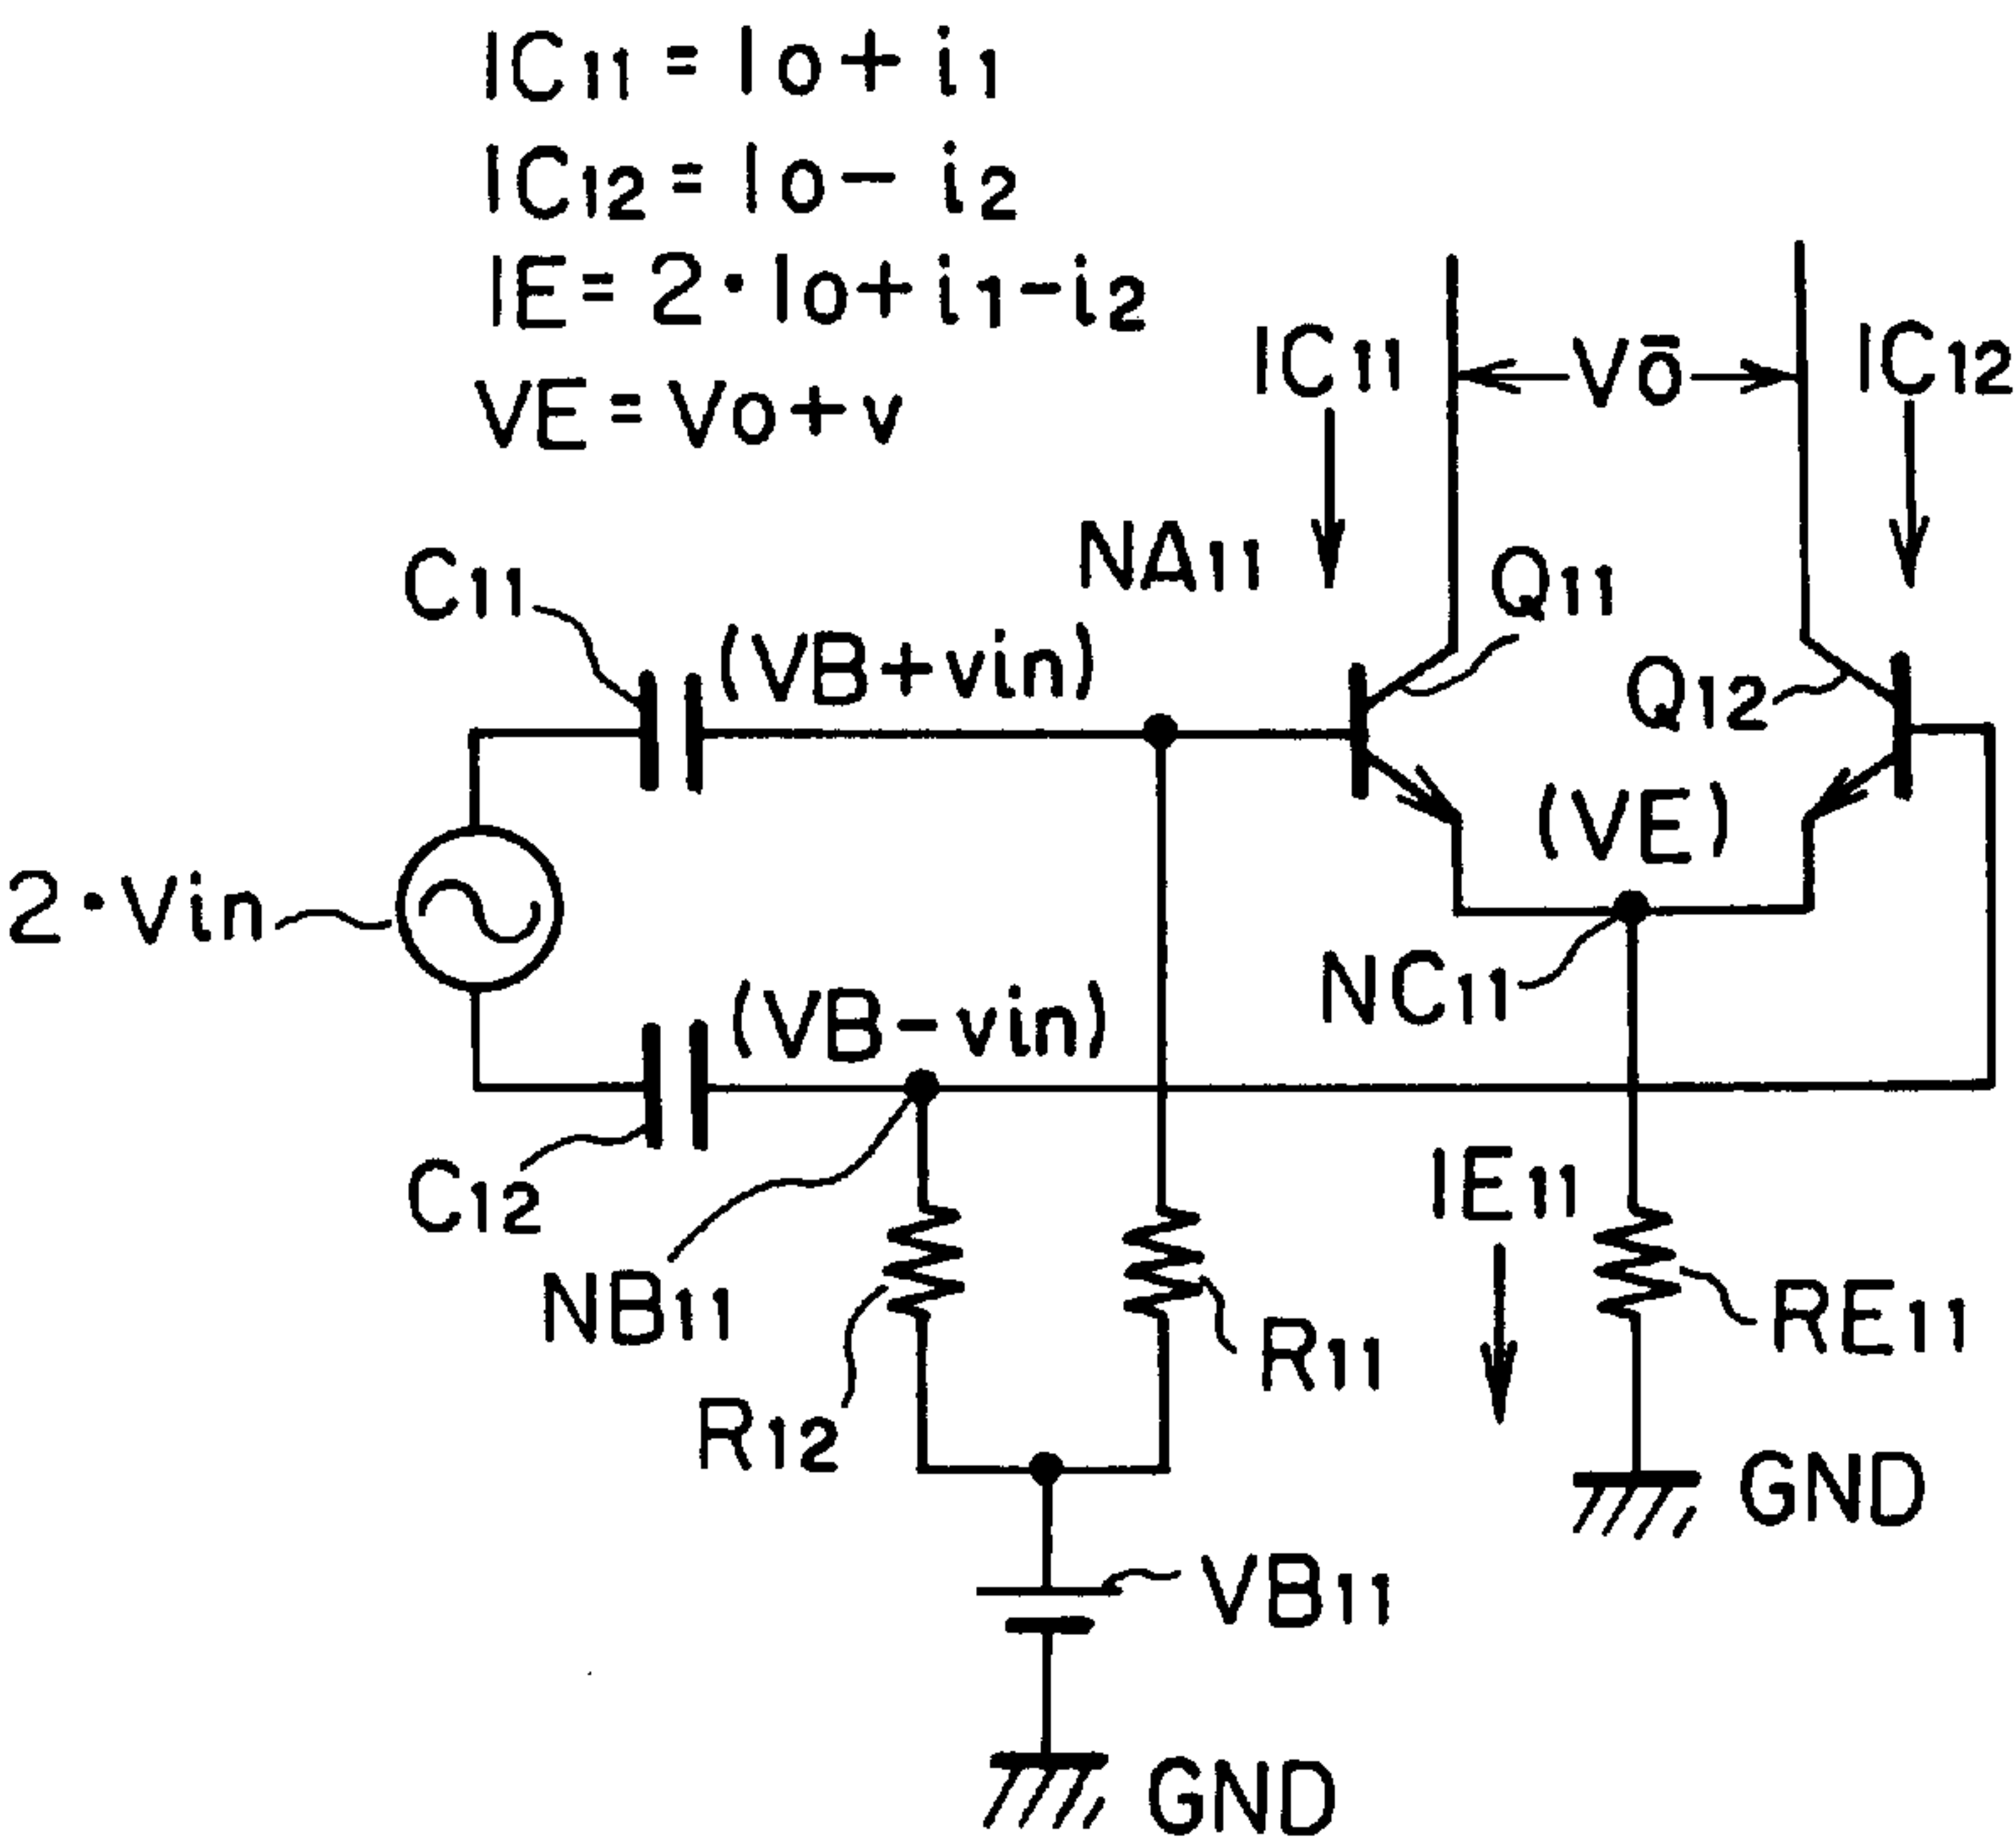 IC11 = Io + i1
IC12 = Io - i2
IE = 2·Io + i1 - i2
VE = Vo + v
IC11
Vō
IC12
NA11
C11
Q11
(VB+vin)
Q12
(VE)
2·Vin
NC11
(VB-vin)
C12
IE11
NB11
RE11
R11
R12
GND
VB11
GND